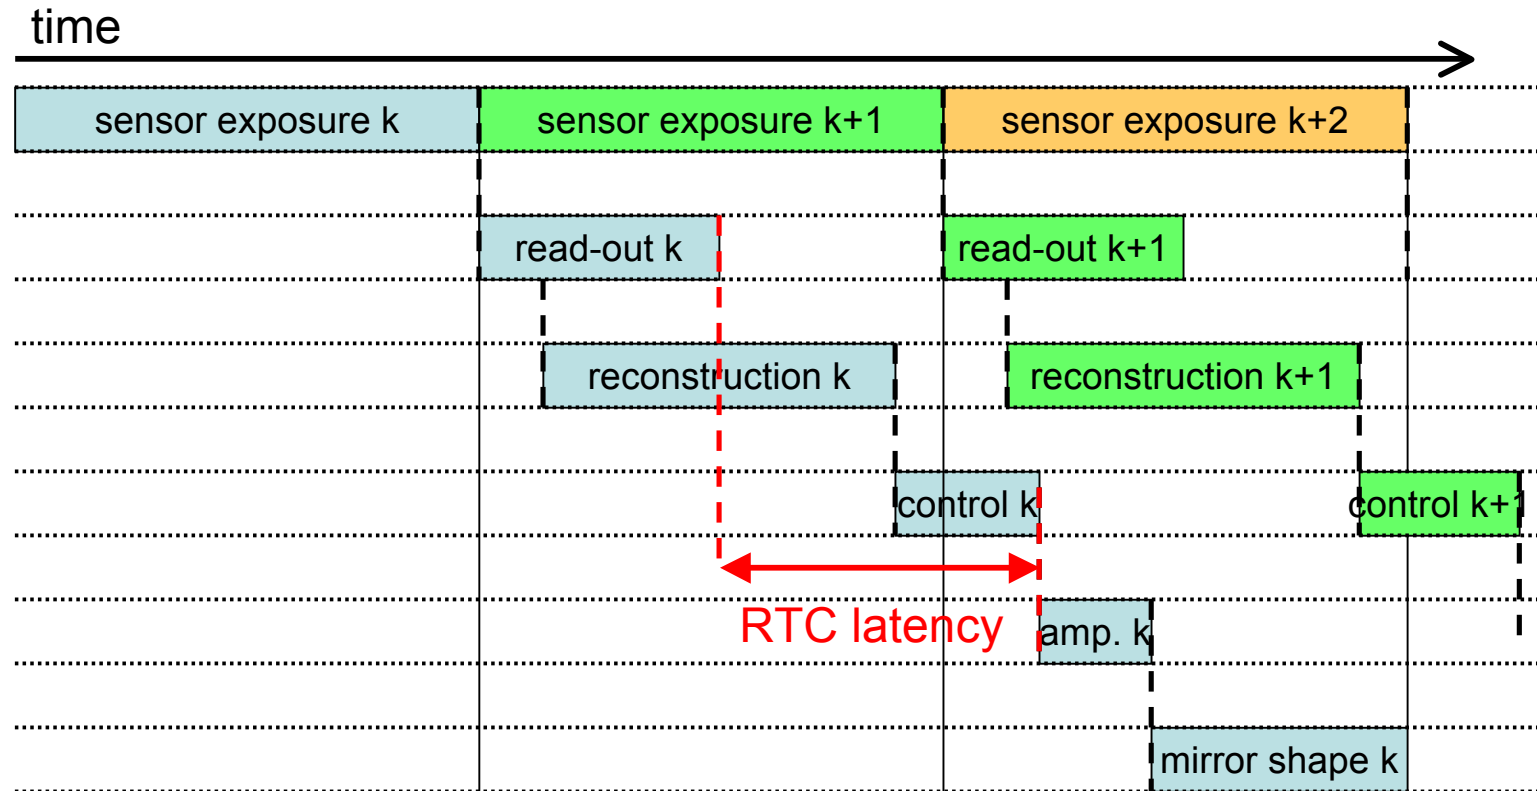 time
sensor exposure k
sensor exposure k+1
sensor exposure k+2
read-out k
read-out k+1
reconstruction k
reconstruction k+1
control k
control k+1
RTC latency
amp. k
mirror shape k